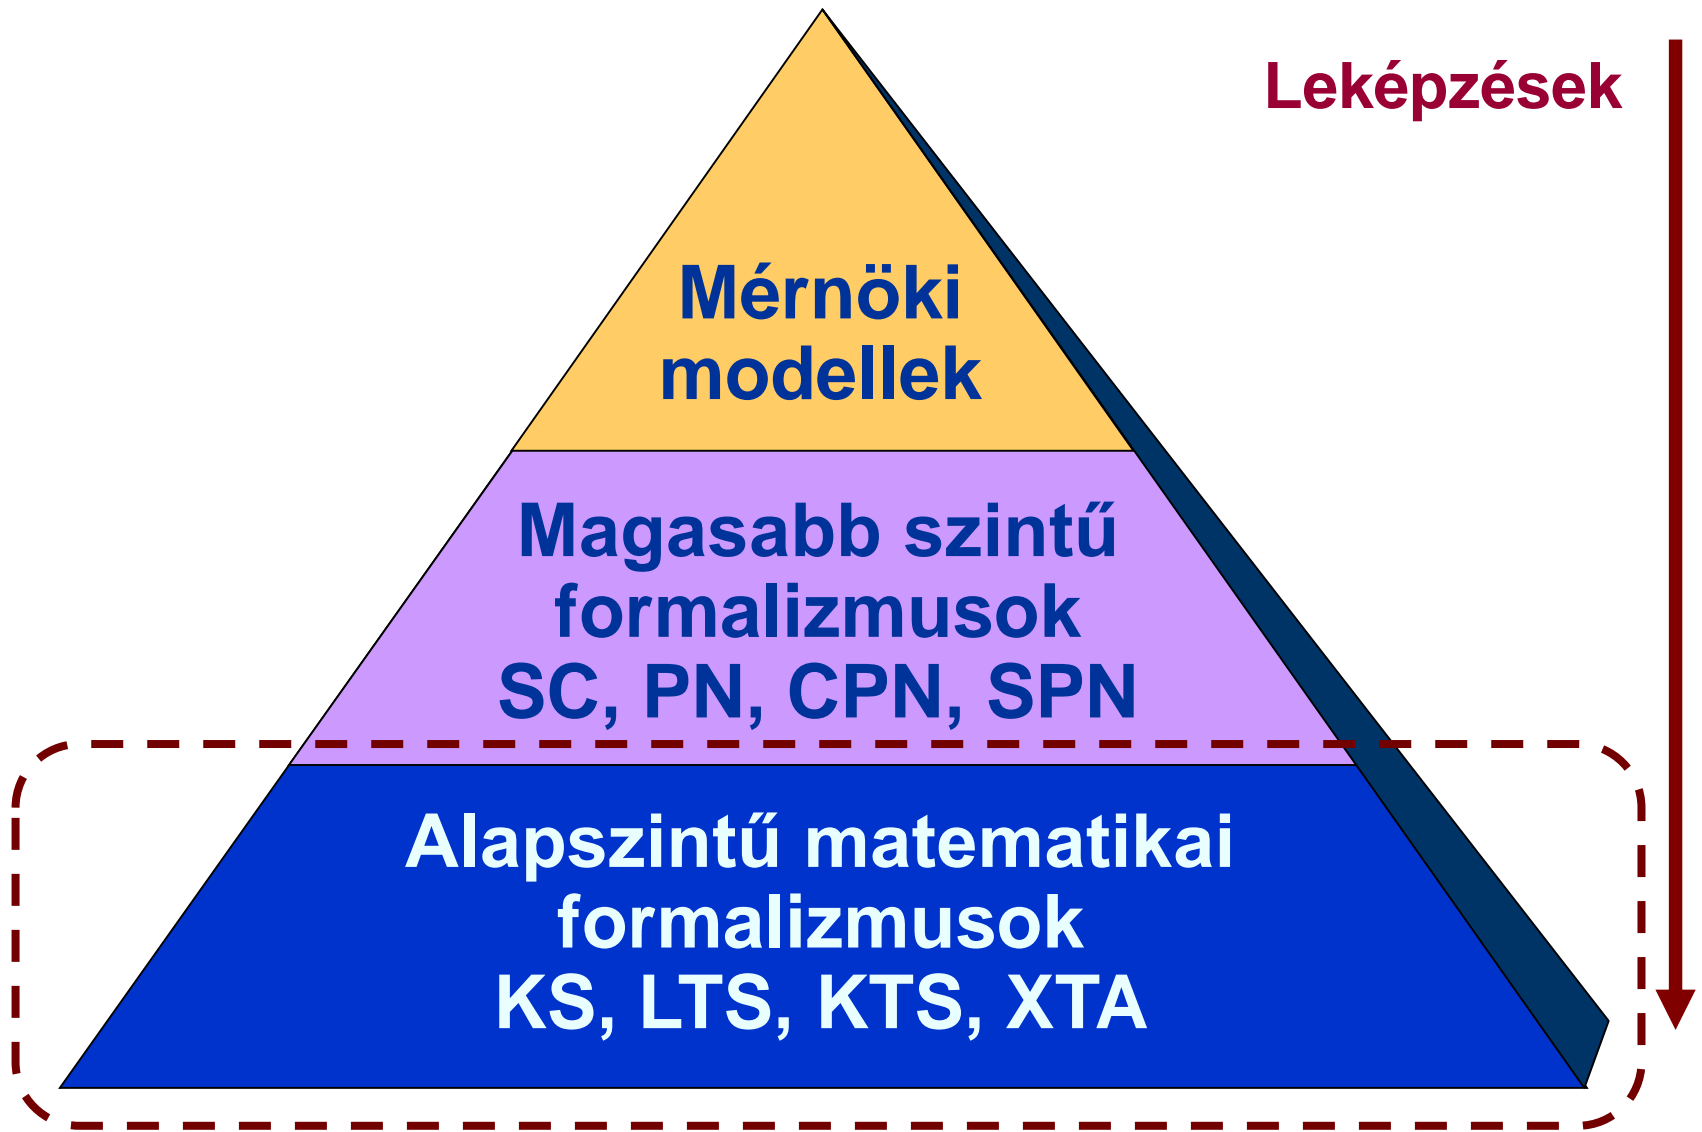 Leképzések
Mérnöki
modellek
Magasabb szintű
formalizmusok
SC, PN, CPN, SPN
Alapszintű matematikai
formalizmusok
KS, LTS, KTS, XTA